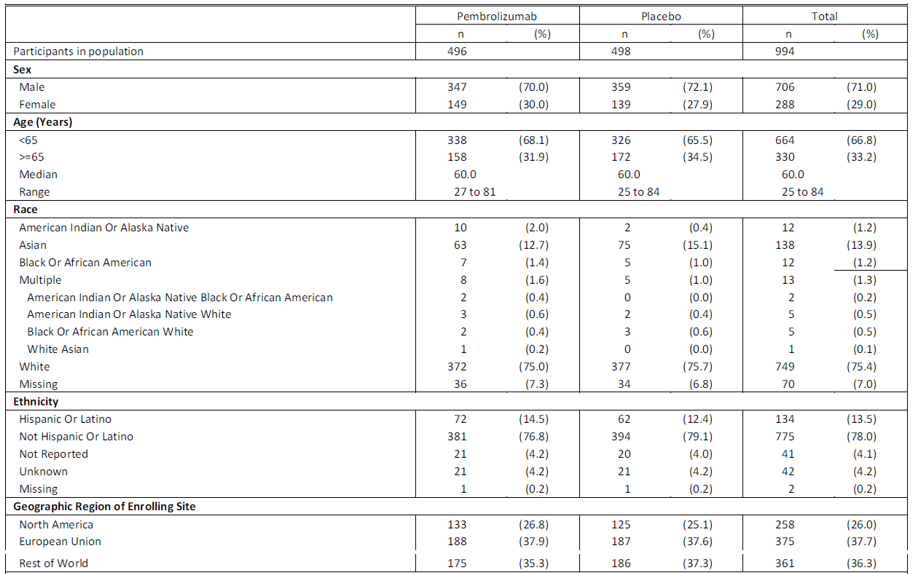 Pembrolizumab Placebo Total
n (%) n (%) n (%)
Participants in population 496 498 994
Sex
Male 347 (70.0) 359 (72.1) 706 (71.0)
Female 149 (30.0) 139 (27.9) 288 (29.0)
Age (Years)
<65 338 (68.1) 326 (65.5) 664 (66.8)
>=65 158 (31.9) 172 (34.5) 330 (33.2)
Median 60.0 60.0 60.0
Range 27 to 81 25 to 84 25 to 84
Race
American Indian Or Alaska Native 10 (2.0) 2 (0.4) 12 (1.2)
Asian 63 (12.7) 75 (15.1) 138 (13.9)
Black Or African American 7 (1.4) 5 (1.0) 12 (1.2)
Multiple 8 (1.6) 5 (1.0) 13 (1.3)
American Indian Or Alaska Native Black Or African American 2 (0.4) 0 (0.0) 2 (0.2)
American Indian Or Alaska Native White 3 (0.6) 2 (0.4) 5 (0.5)
Black Or African American White 2 (0.4) 3 (0.6) 5 (0.5)
White Asian 1 (0.2) 0 (0.0) 1 (0.1)
White 372 (75.0) 377 (75.7) 749 (75.4)
Missing 36 (7.3) 34 (6.8) 70 (7.0)
Ethnicity
Hispanic Or Latino 72 (14.5) 62 (12.4) 134 (13.5)
Not Hispanic Or Latino 381 (76.8) 394 (79.1) 775 (78.0)
Not Reported 21 (4.2) 20 (4.0) 41 (4.1)
Unknown 21 (4.2) 21 (4.2) 42 (4.2)
Missing 1 (0.2) 1 (0.2) 2 (0.2)
Geographic Region of Enrolling Site
North America 133 (26.8) 125 (25.1) 258 (26.0)
European Union 188 (37.9) 187 (37.6) 375 (37.7)
Rest of World 175 (35.3) 186 (37.3) 361 (36.3)